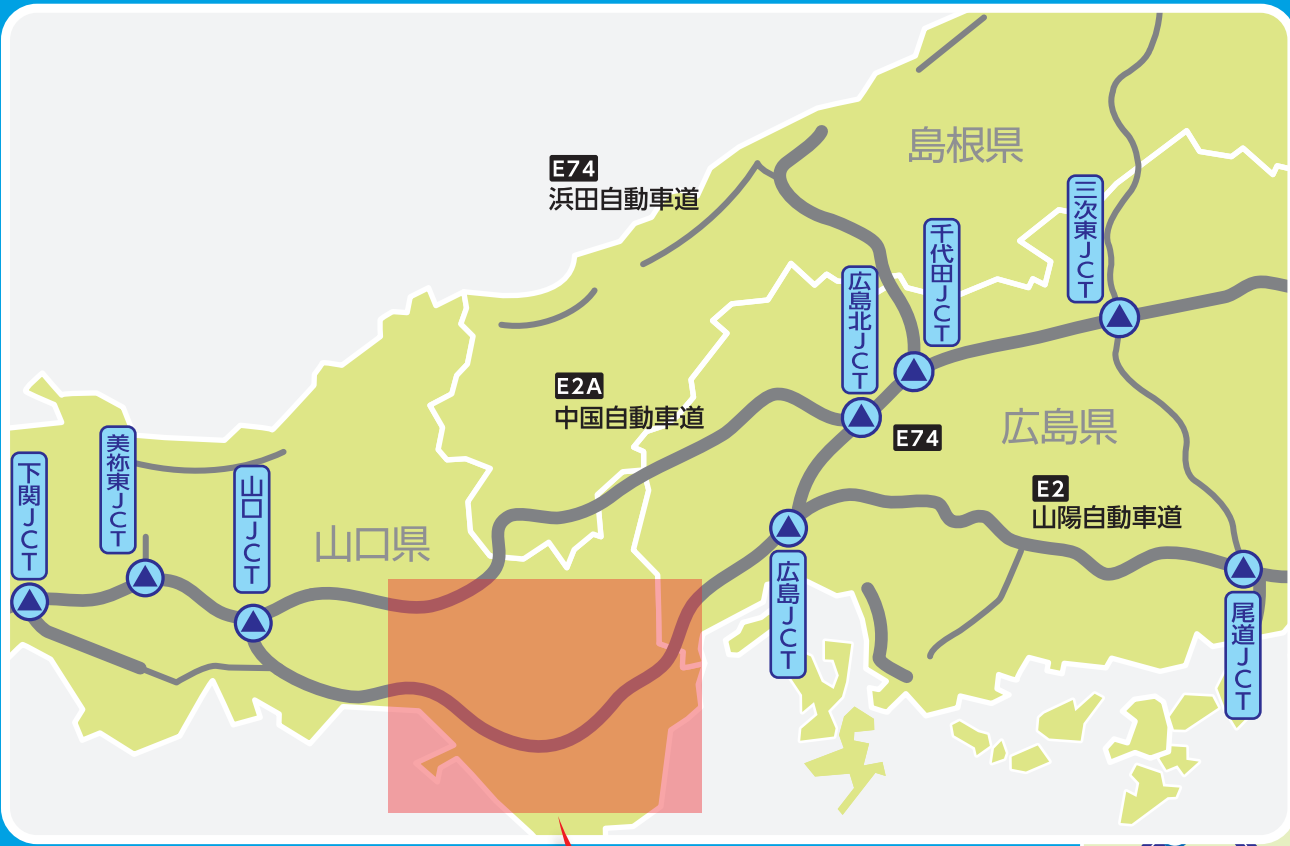 島根県
E74
浜田自動車道
三次東JCT
千代田JCT
広島北JCT
E2A
中国自動車道
E74
広島県
美祢東JCT
下関JCT
山口JCT
E2
山陽自動車道
山口県
広島JCT
尾道JCT